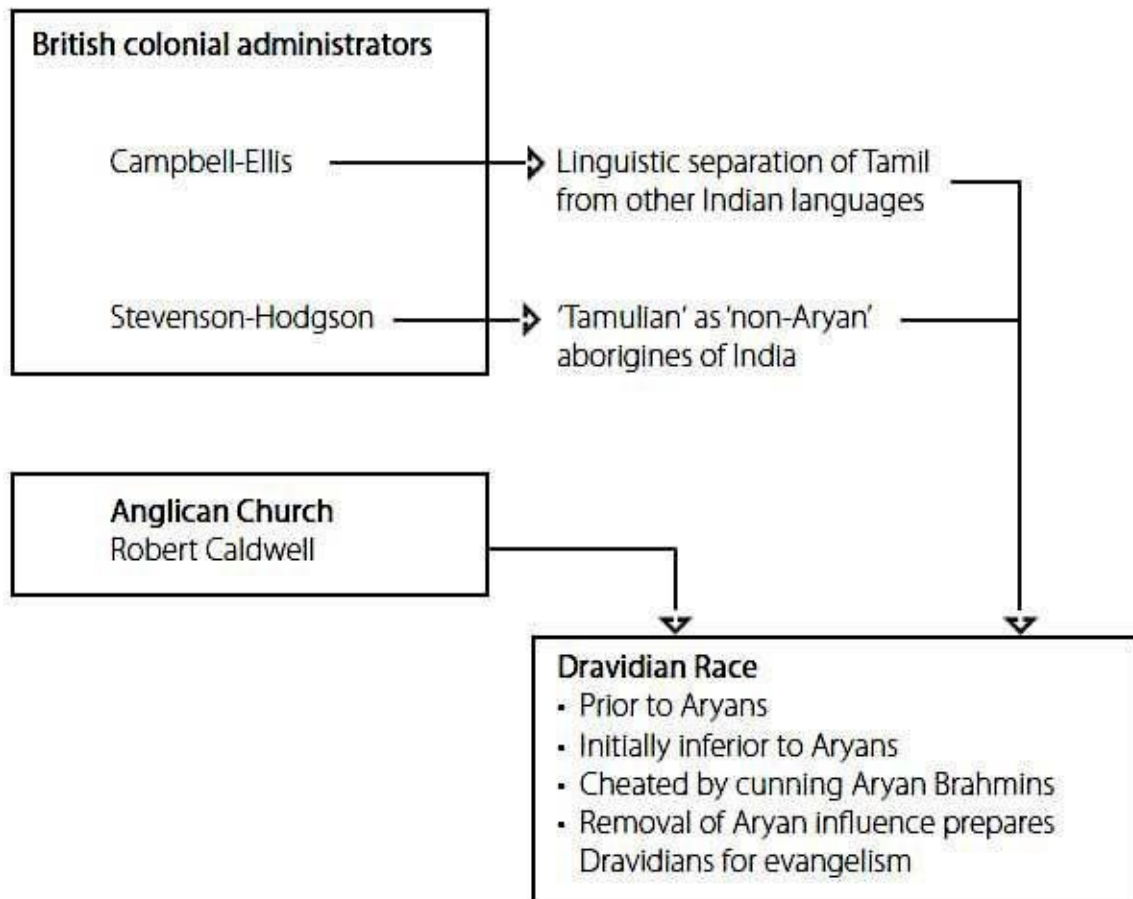 British colonial administrators
Campbell-Ellis
Linguistic separation of Tamil
from other Indian languages
Stevenson-Hodgson
'Tamulian' as 'non-Aryan'
aborigines of India
Anglican Church
Robert Caldwell
Dravidian Race
▪ Prior to Aryans
▪ Initially inferior to Aryans
▪ Cheated by cunning Aryan Brahmins
▪ Removal of Aryan influence prepares
Dravidians for evangelism